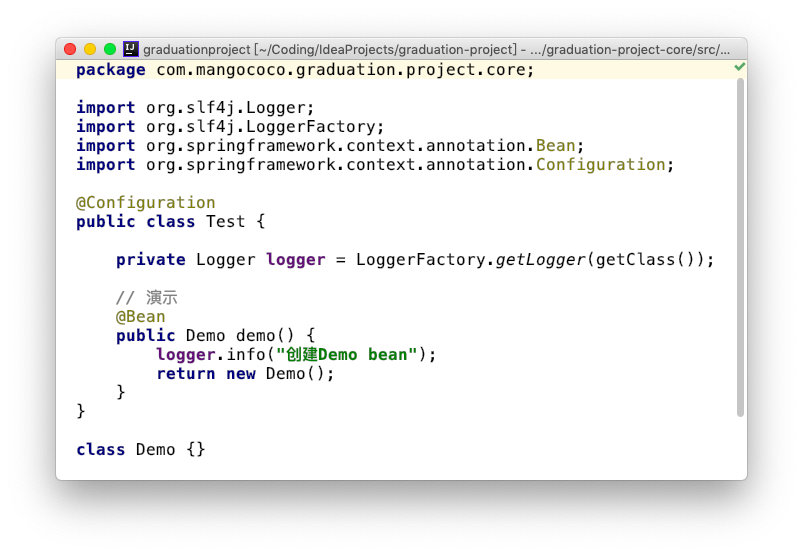 graduationproject [~/Coding/IdeaProjects/graduation-project] - .../graduation-project-core/src/...
package com.mangococo.graduation.project.core;
import org.slf4j.Logger;
import org.slf4j.LoggerFactory;
import org.springframework.context.annotation.Bean;
import org.springframework.context.annotation.Configuration;
@Configuration
public class Test {
private Logger logger = LoggerFactory.getLogger(getClass());
// 演示
@Bean
public Demo demo() {
logger.info("创建Demo bean");
return new Demo();
}
}
class Demo {}